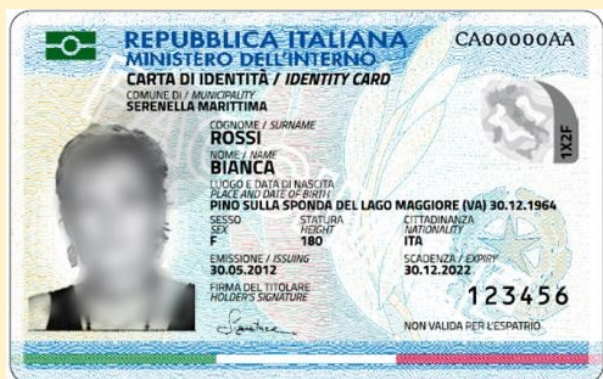 REPUBBLICA ITALIANA
CA00000AA
MINISTERO DELL'INTERNO
CARTA DI IDENTITÀ / IDENTITY CARD
COMUNE DI / MUNICIPALITY
SERENELLA MARITTIMA
COGNOME / SURNAME
ROSSI
NOME / NAME
BIANCA
LUOGO E DATA DI NASCITA
PLACE AND DATE OF BIRTH
PINO SULLA SPONDA DEL LAGO MAGGIORE (VA) 30.12.1964
SESSO STATURA CITTADINANZA
SEX HEIGHT NATIONALITY
F 180 ITA
EMISSIONE / ISSUING SCADENZA / EXPIRY
30.05.2012 30.12.2022
FIRMA DEL TITOLARE
HOLDER'S SIGNATURE
123456
NON VALIDA PER L'ESPATRIO
1X2F